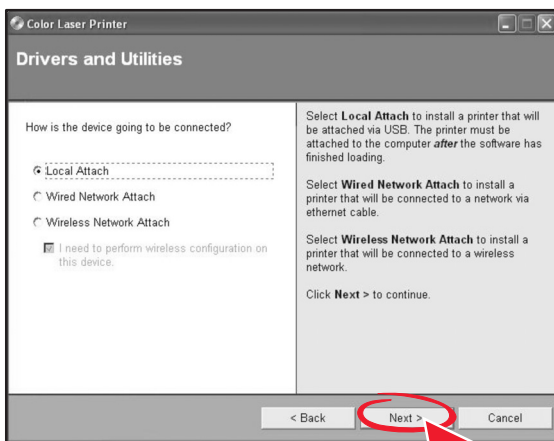 Color Laser Printer
Drivers and Utilities
How is the device going to be connected?
Local Attach
Wired Network Attach
Wireless Network Attach
I need to perform wireless configuration on
this device.
Select Local Attach to install a printer that will
be attached via USB. The printer must be
attached to the computer after the software has
finished loading.
Select Wired Network Attach to install a
printer that will be connected to a network via
ethernet cable.
Select Wireless Network Attach to install a
printer that will be connected to a wireless
network.
Click Next > to continue.
< Back
Next >
Cancel